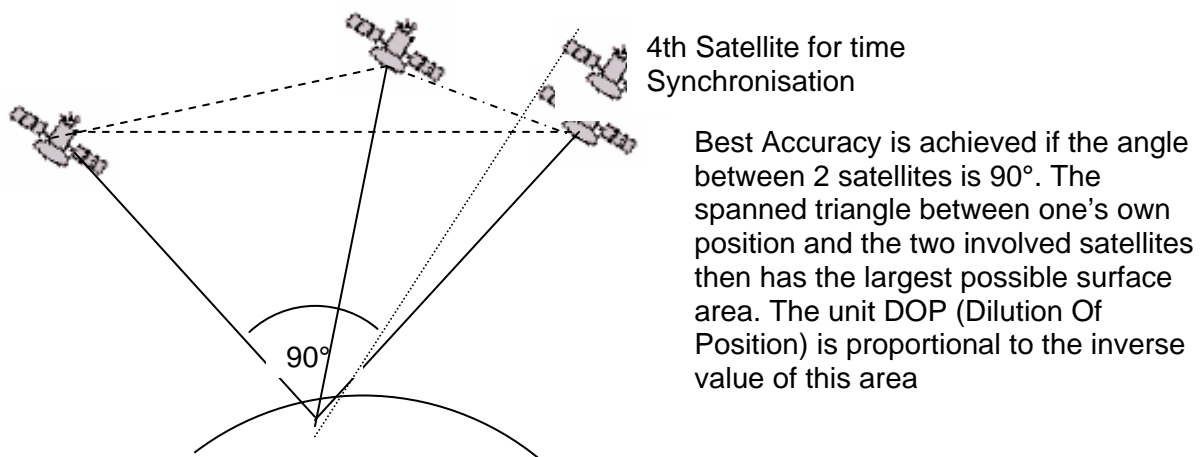 4th Satellite for time
Synchronisation
Best Accuracy is achieved if the angle
between 2 satellites is 90°. The
spanned triangle between one's own
position and the two involved satellites
then has the largest possible surface
area. The unit DOP (Dilution Of
Position) is proportional to the inverse
value of this area
90°